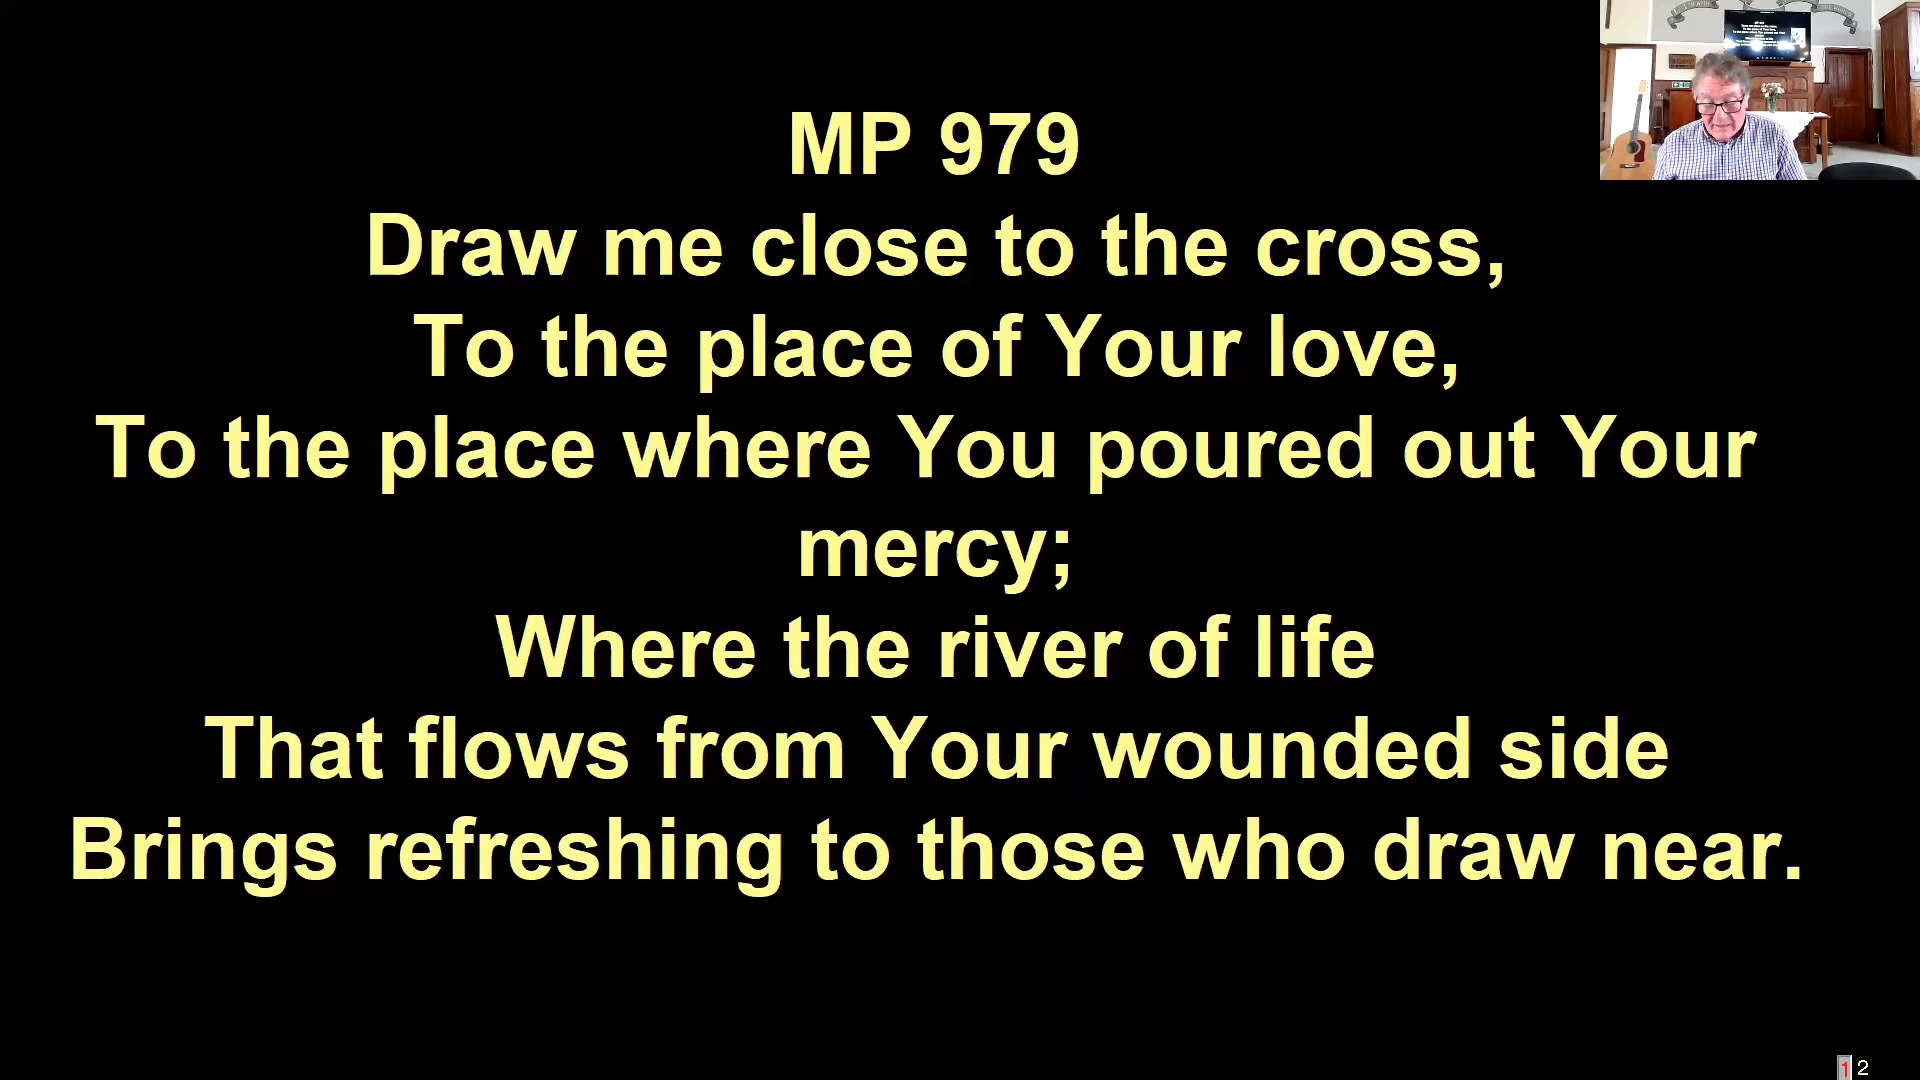 MP 979
Draw me close to the cross,
To the place of Your love,
To the place where You poured out Your
mercy;
Where the river of life
That flows from Your wounded side
Brings refreshing to those who draw near.
1 2